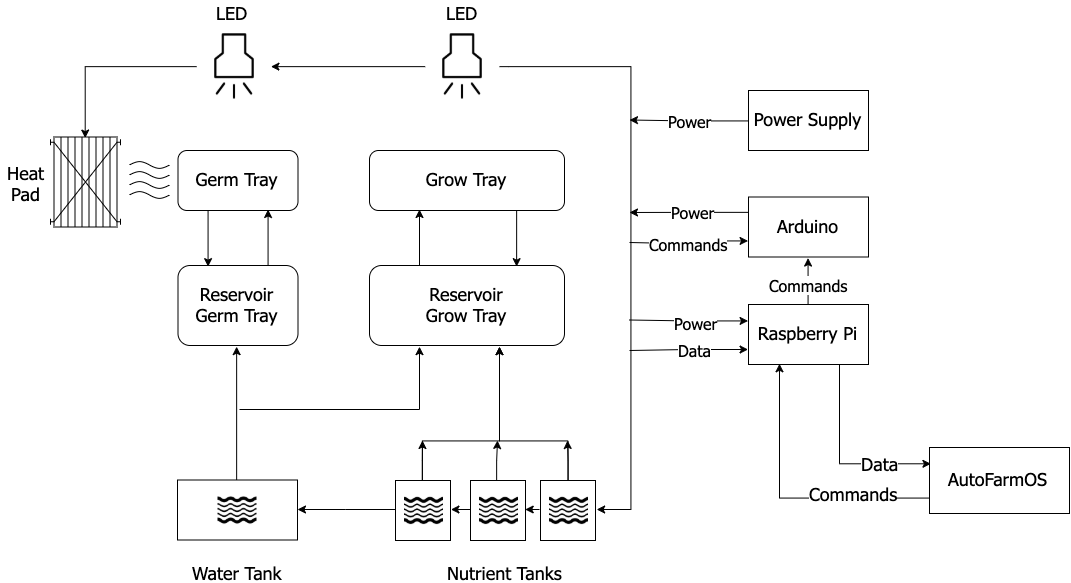 LED
LED
Power
Power Supply
Heat
Pad
Germ Tray
Grow Tray
Power
Arduino
Commands
Commands
Reservoir
Germ Tray
Reservoir
Grow Tray
Power
Raspberry Pi
Data
Data
AutoFarmOS
Commands
Water Tank
Nutrient Tanks